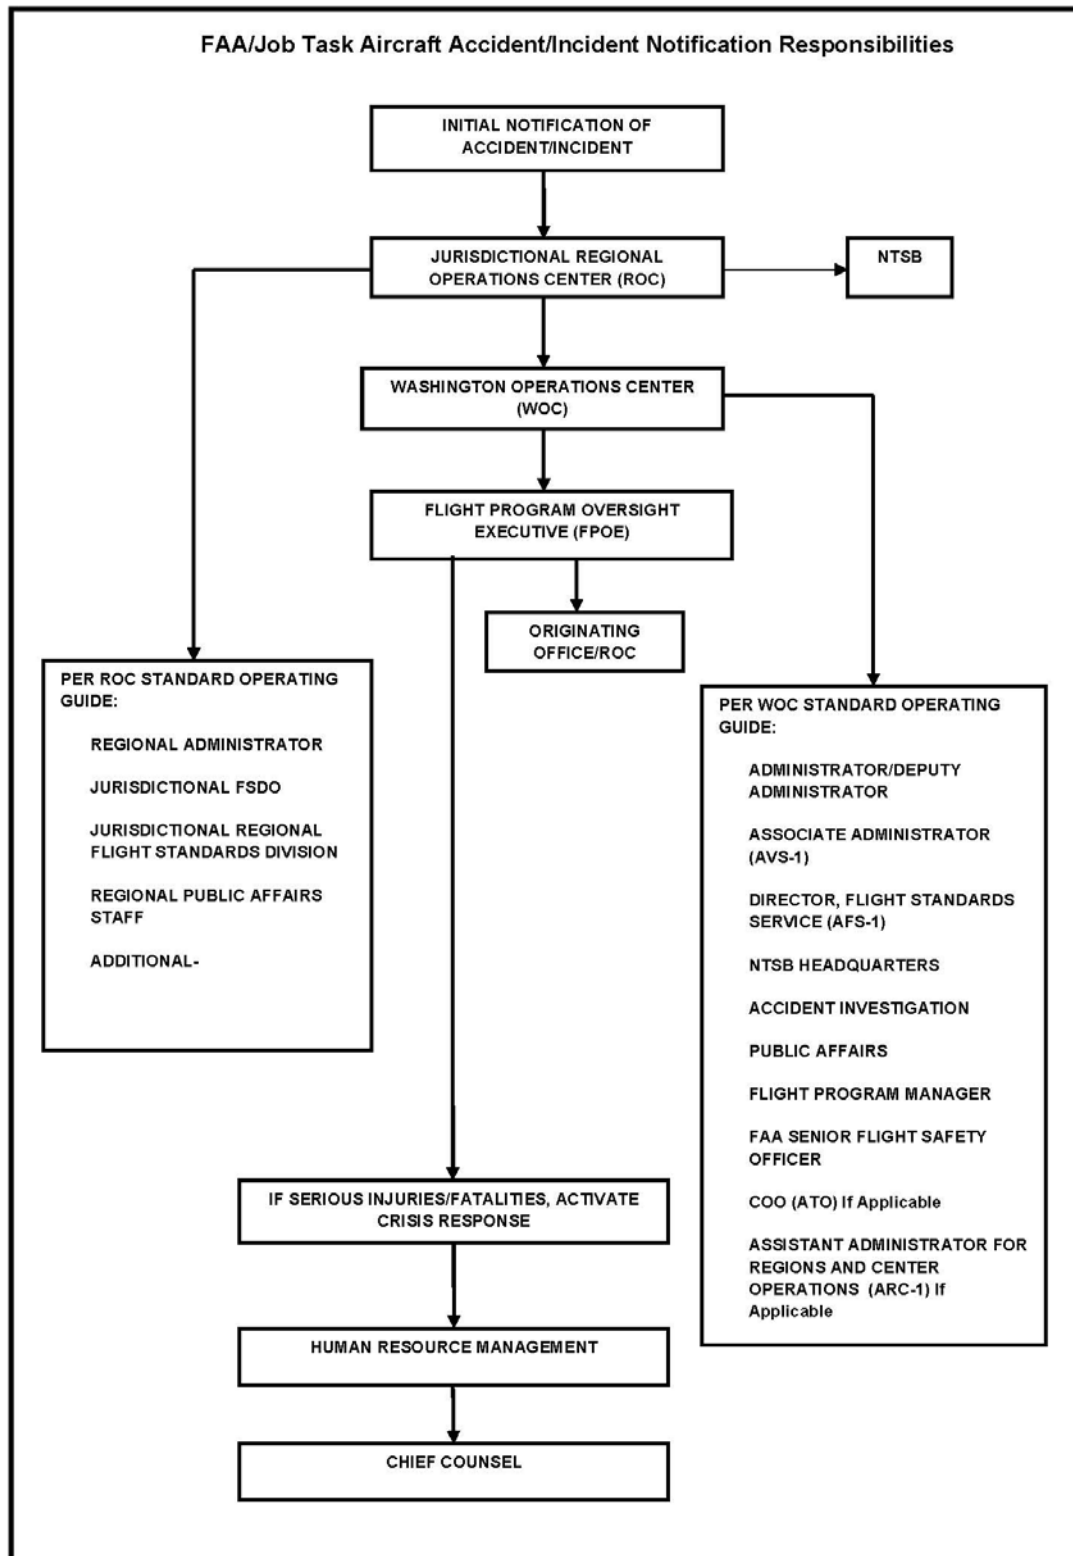 FAA/Job Task Aircraft Accident/Incident Notification Responsibilities
INITIAL NOTIFICATION OF
ACCIDENT/INCIDENT
JURISDICTIONAL REGIONAL
OPERATIONS CENTER (ROC)
NTSB
WASHINGTON OPERATIONS CENTER
(WOC)
FLIGHT PROGRAM OVERSIGHT
EXECUTIVE (FPOE)
ORIGINATING
OFFICE/ROC
PER ROC STANDARD OPERATING
GUIDE:
REGIONAL ADMINISTRATOR
JURISDICTIONAL FSDO
JURISDICTIONAL REGIONAL
FLIGHT STANDARDS DIVISION
REGIONAL PUBLIC AFFAIRS
STAFF
ADDITIONAL-
PER WOC STANDARD OPERATING
GUIDE:
ADMINISTRATOR/DEPUTY
ADMINISTRATOR
ASSOCIATE ADMINISTRATOR
(AVS-1)
DIRECTOR, FLIGHT STANDARDS
SERVICE (AFS-1)
NTSB HEADQUARTERS
ACCIDENT INVESTIGATION
PUBLIC AFFAIRS
FLIGHT PROGRAM MANAGER
FAA SENIOR FLIGHT SAFETY
OFFICER
COO (ATO) If Applicable
ASSISTANT ADMINISTRATOR FOR
REGIONS AND CENTER
OPERATIONS (ARC-1) If
Applicable
IF SERIOUS INJURIES/FATALITIES, ACTIVATE
CRISIS RESPONSE
HUMAN RESOURCE MANAGEMENT
CHIEF COUNSEL